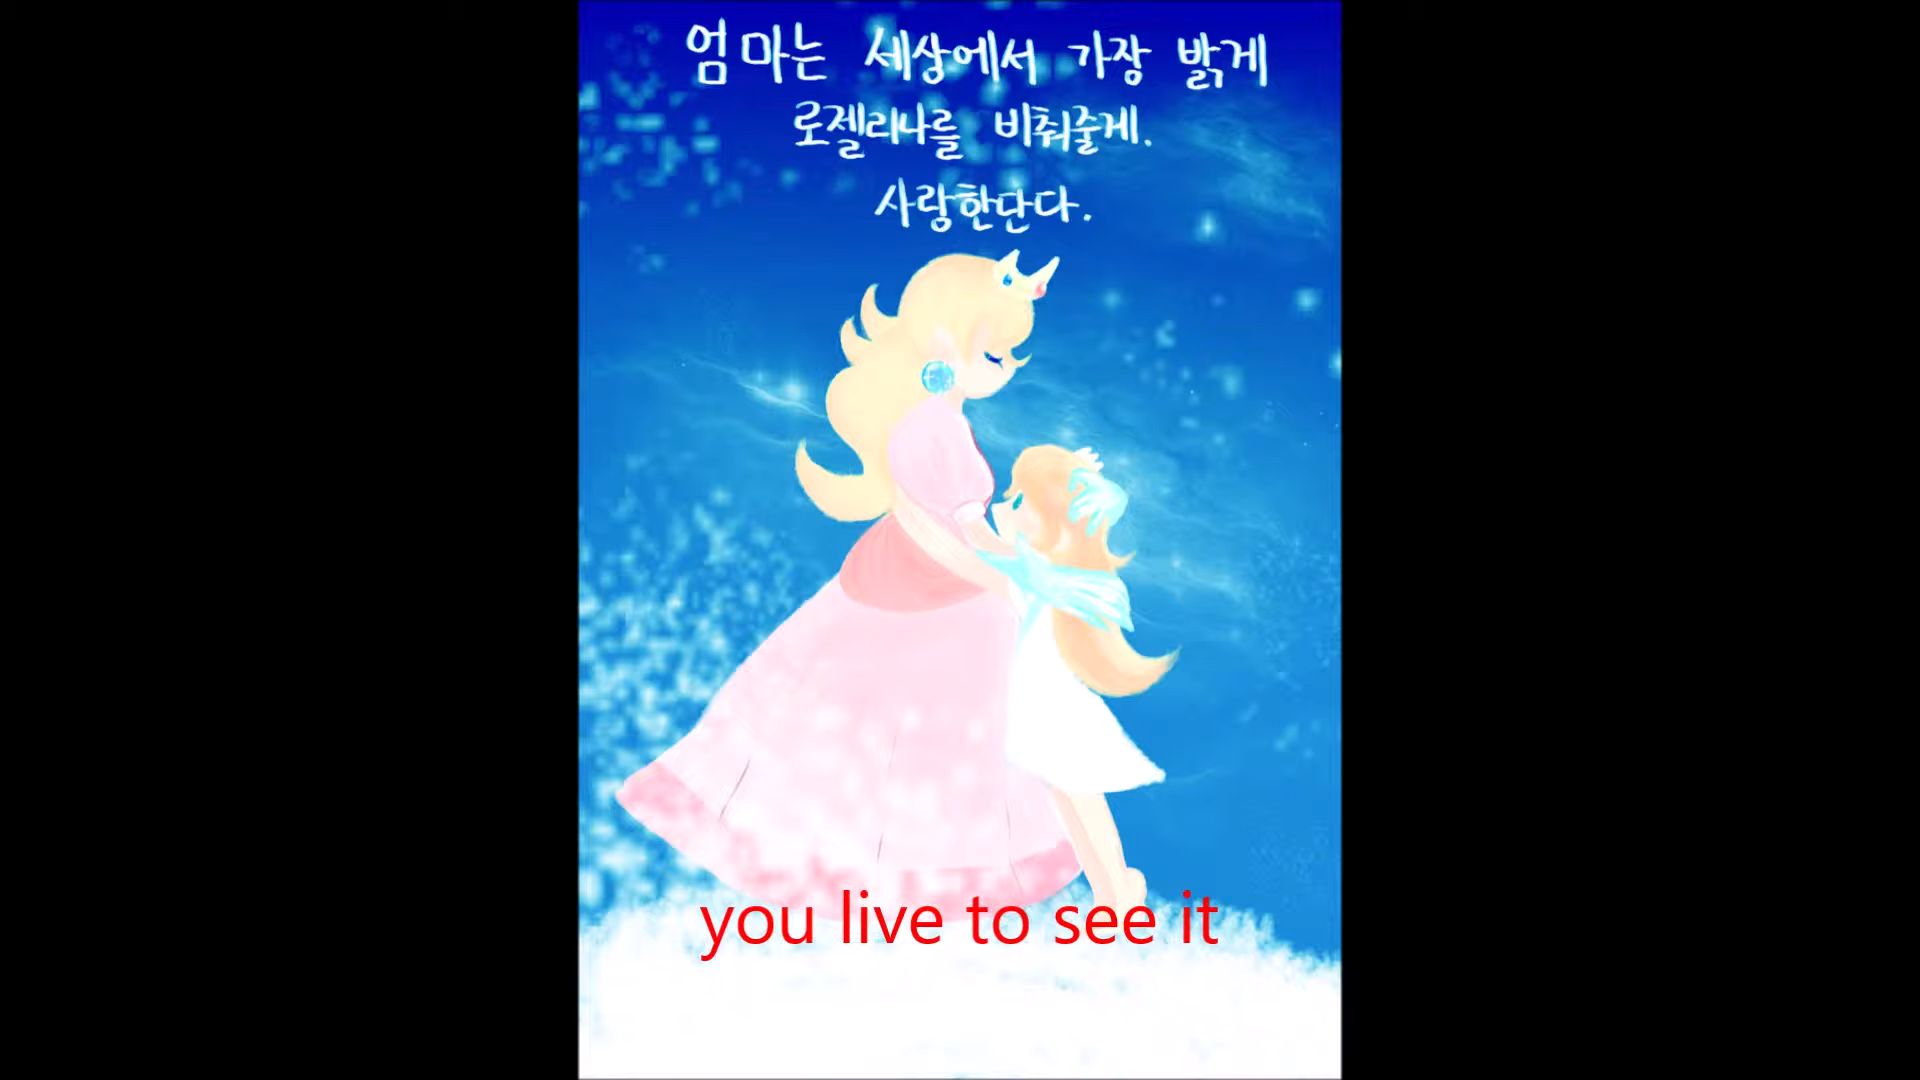 엄마는 세상에서 가장 밝게
로젤리나를 비춰줄게.
사랑한단다.
you live to see it